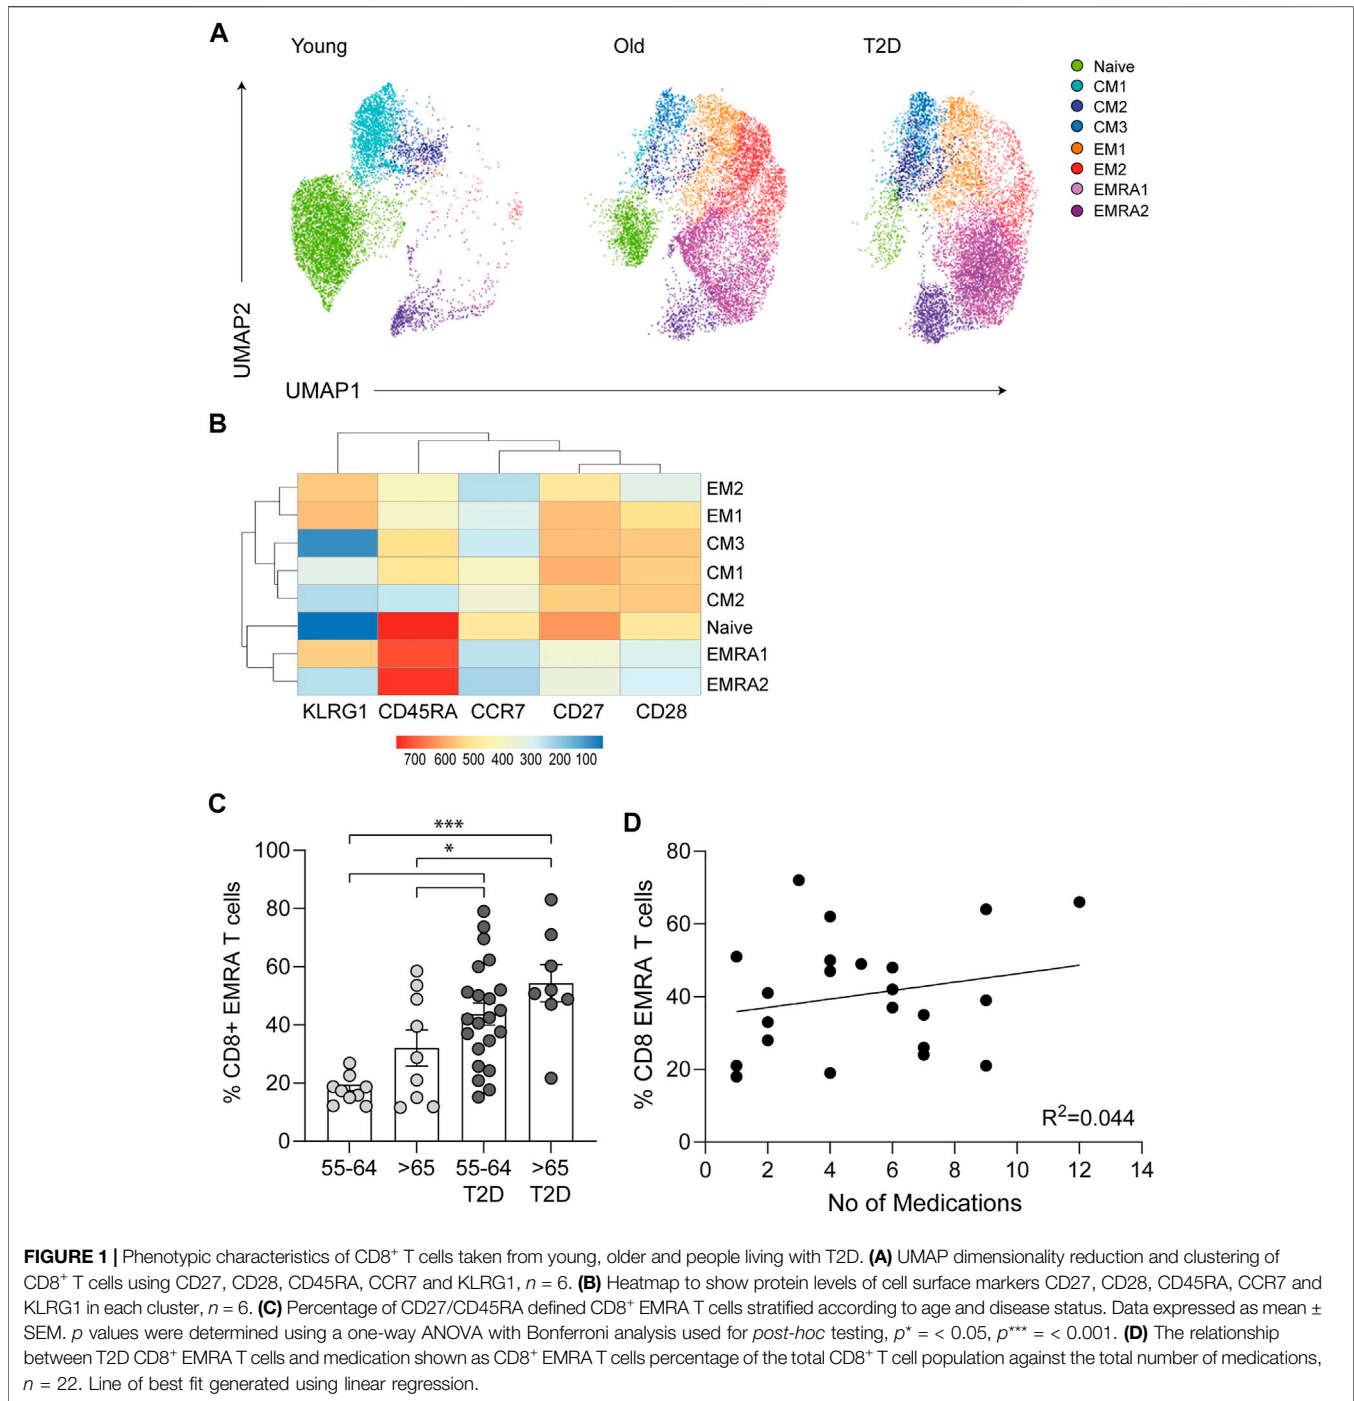 A
Young
Old
T2D
Naive
CM1
CM2
CM3
EM1
EM2
EMRA1
EMRA2
UMAP2
UMAP1
B
EM2
EM1
CM3
CM1
CM2
Naive
EMRA1
EMRA2
KLRG1 CD45RA CCR7 CD27 CD28
700 600 500 400 300 200 100
C
***
*
100
80
60
40
20
0
% CD8+ EMRA T cells
55-64 >65 55-64 >65
T2D T2D
D
80
60
40
20
0
% CD8 EMRA T cells
R²=0.044
0 2 4 6 8 10 12 14
No of Medications
FIGURE 1 | Phenotypic characteristics of CD8⁺ T cells taken from young, older and people living with T2D. (A) UMAP dimensionality reduction and clustering of
CD8⁺ T cells using CD27, CD28, CD45RA, CCR7 and KLRG1, n = 6. (B) Heatmap to show protein levels of cell surface markers CD27, CD28, CD45RA, CCR7 and
KLRG1 in each cluster, n = 6. (C) Percentage of CD27/CD45RA defined CD8⁺ EMRA T cells stratified according to age and disease status. Data expressed as mean ±
SEM. p values were determined using a one-way ANOVA with Bonferroni analysis used for post-hoc testing, p* = < 0.05, p*** = < 0.001. (D) The relationship
between T2D CD8⁺ EMRA T cells and medication shown as CD8⁺ EMRA T cells percentage of the total CD8⁺ T cell population against the total number of medications,
n = 22. Line of best fit generated using linear regression.